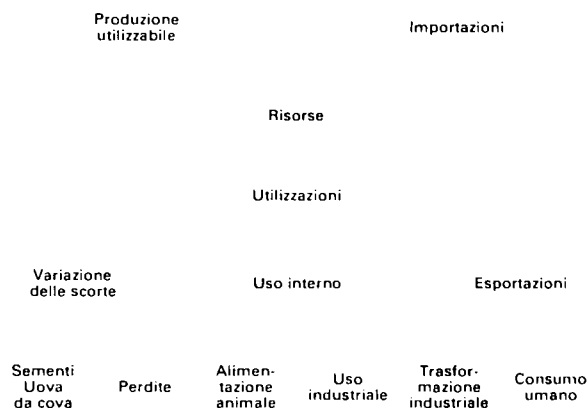 Produzione
utilizzabile
Importazioni
Risorse
Utilizzazioni
Variazione
delle scorte
Uso interno
Esportazioni
Sementi
Uova
da cova
Perdite
Alimen-
tazione
animale
Uso
industriale
Trasfor-
mazione
industriale
Consumo
umano